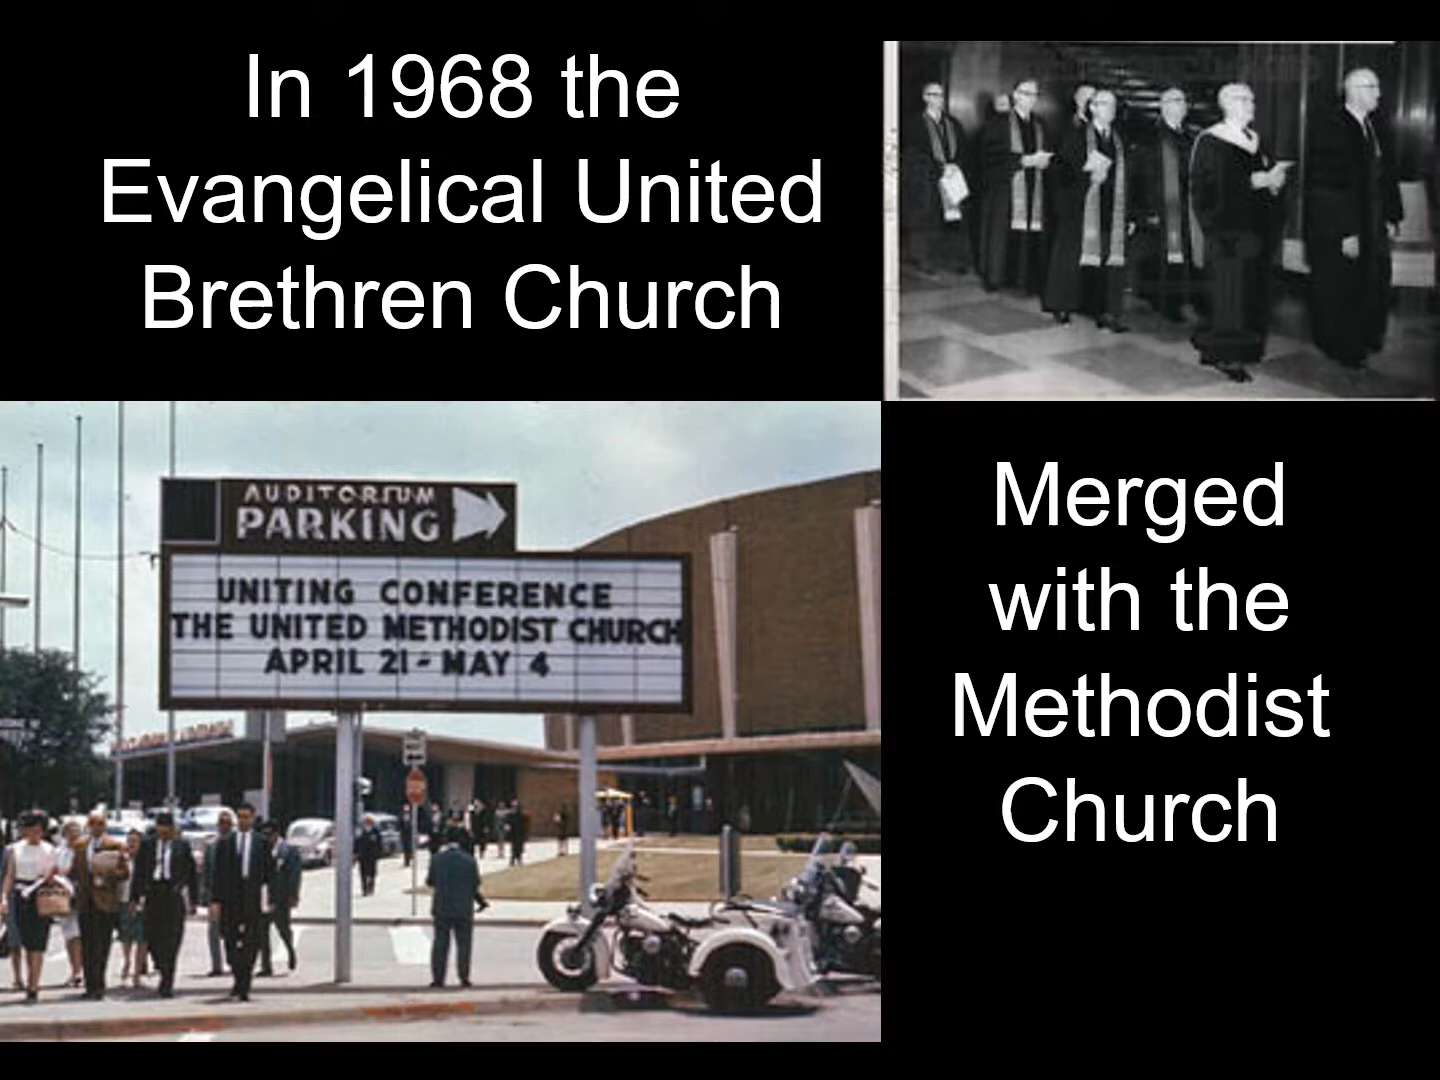 In 1968 the
Evangelical United
Brethren Church
AUDITORIUM
PARKING
UNITING CONFERENCE
THE UNITED METHODIST CHURCH
APRIL 21 - MAY 4
Merged
with the
Methodist
Church